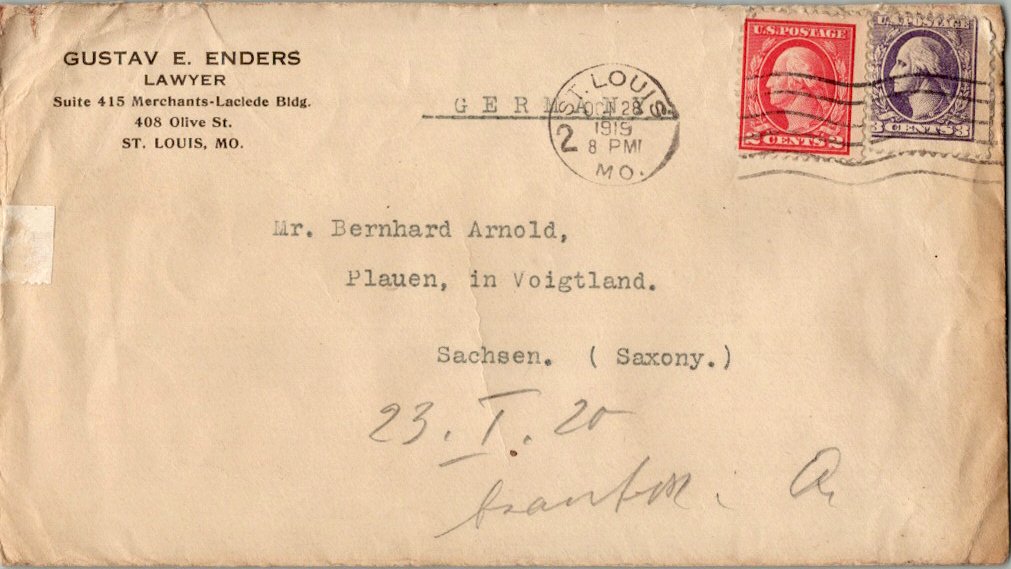 GUSTAV E. ENDERS
LAWYER
Suite 415 Merchants-Laclede Bldg.
408 Olive St.
ST. LOUIS, MO.
GERMANY
ST. LOUIS
OCT 28
1919
8 PM
2
MO.
U.S. POSTAGE
2 CENTS 2
U.S. POSTAGE
3 CENTS 3
Mr. Bernhard Arnold,
Plauen, in Voigtland.
Sachsen. ( Saxony.)
23. I. 20